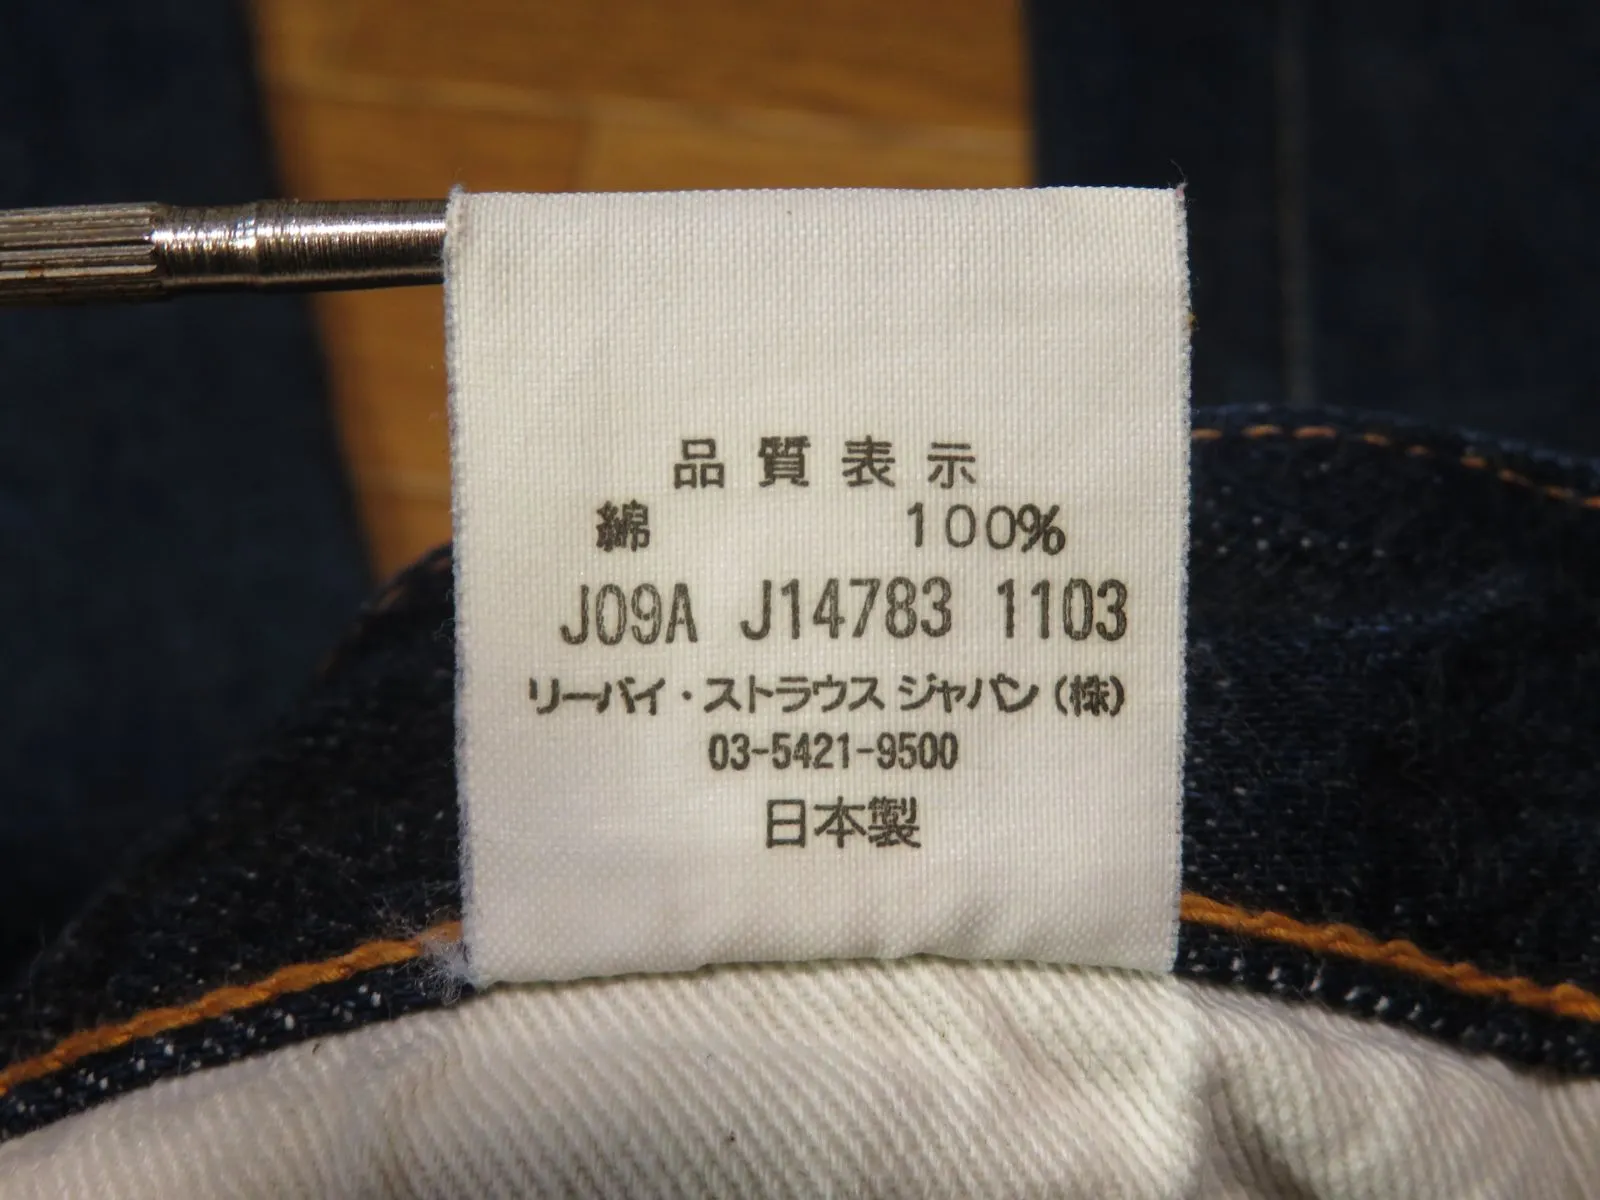 品質表示
綿 100%
J09A J14783 1103
リーバイ・ストラウス ジャパン(株)
03-5421-9500
日本製